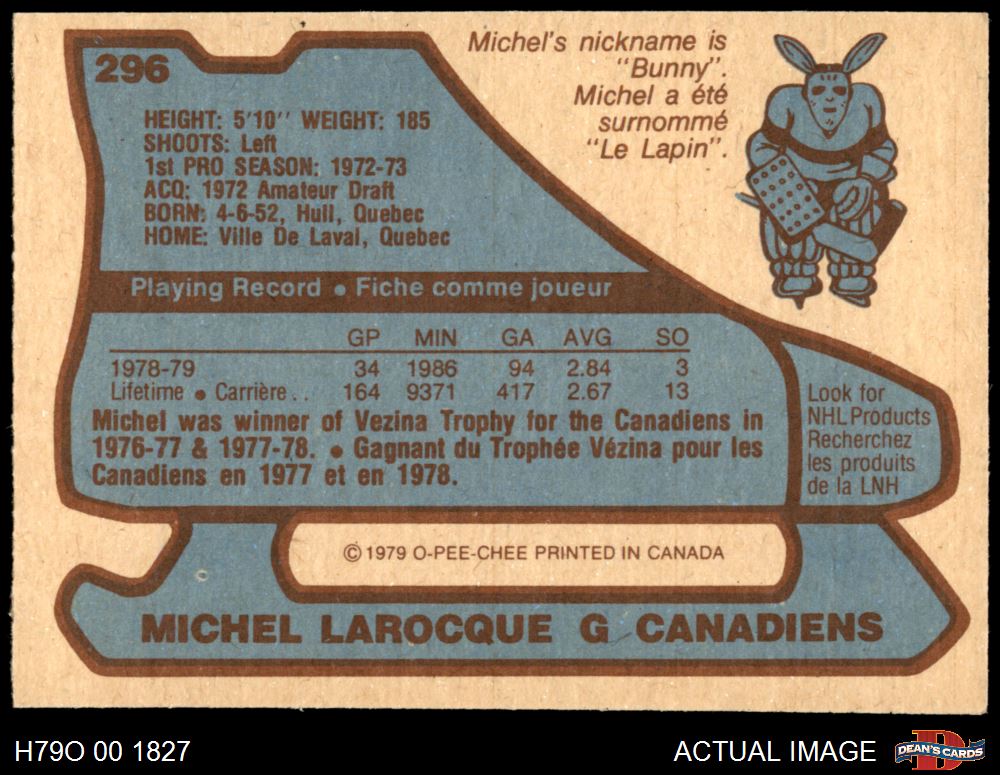 296
Michel's nickname is
"Bunny".
Michel a été
surnommé
"Le Lapin".
HEIGHT: 5'10" WEIGHT: 185
SHOOTS: Left
1st PRO SEASON: 1972-73
ACQ: 1972 Amateur Draft
BORN: 4-6-52, Hull, Quebec
HOME: Ville De Laval, Quebec
Playing Record • Fiche comme joueur
GP MIN GA AVG SO
1978-79 34 1986 94 2.84 3
Lifetime • Carrière . . 164 9371 417 2.67 13
Michel was winner of Vezina Trophy for the Canadiens in
1976-77 & 1977-78. • Gagnant du Trophée Vézina pour les
Canadiens en 1977 et en 1978.
Look for
NHL Products
Recherchez
les produits
de la LNH
© 1979 O-PEE-CHEE PRINTED IN CANADA
MICHEL LAROCQUE G CANADIENS
H79O 00 1827
ACTUAL IMAGE
D
DEAN'S CARDS